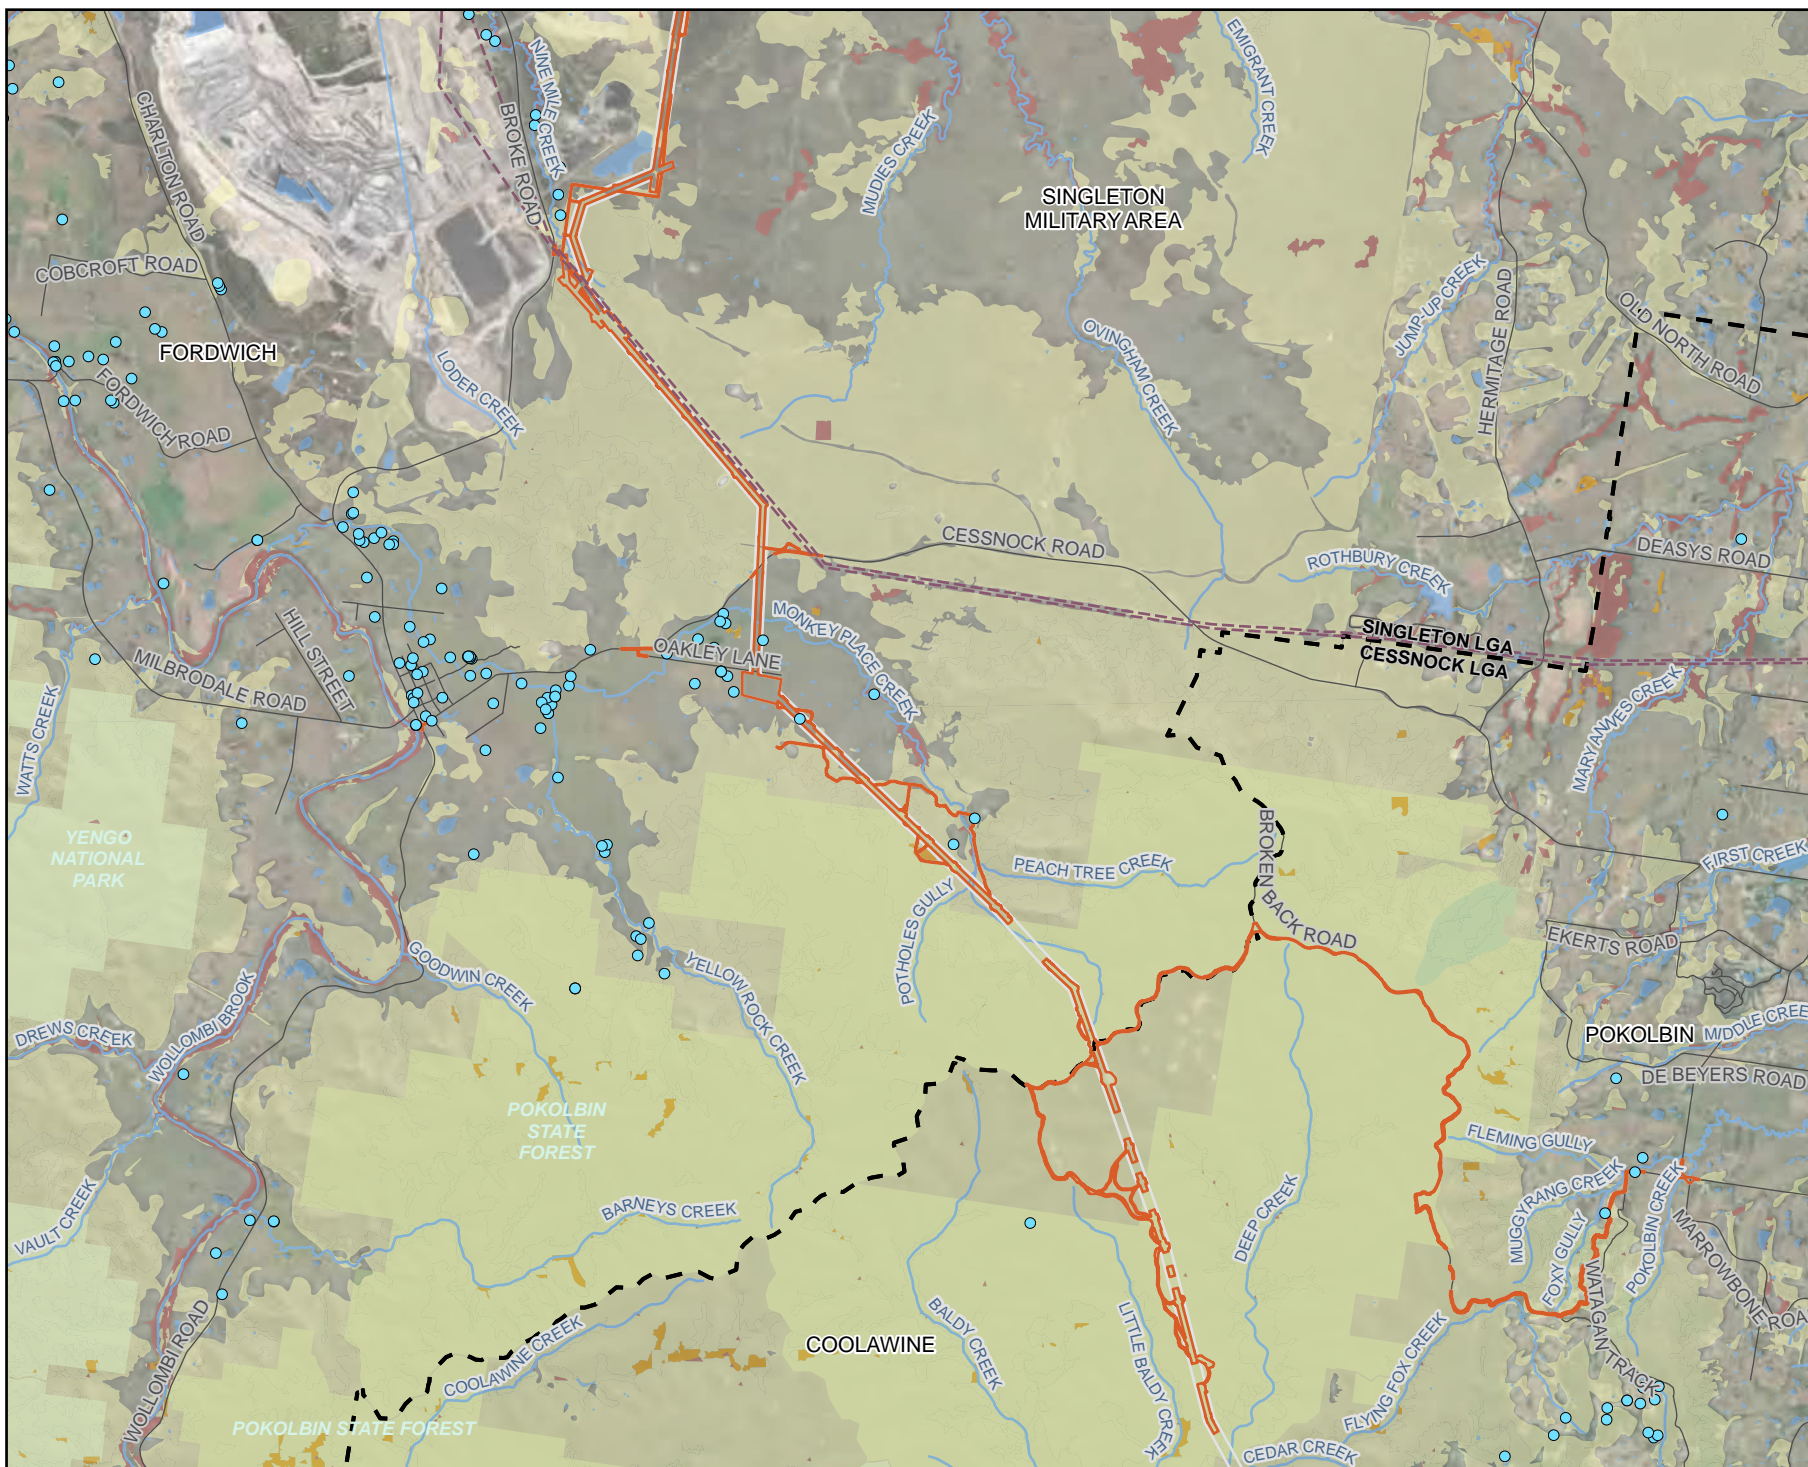 NINE MILE CREEK
EMIGRANT CREEK
CHARLTON ROAD
BROKE ROAD
MUDIES CREEK
SINGLETON
MILITARY AREA
COBCROFT ROAD
JUMP-UP CREEK
HERMITAGE ROAD
OLD NORTH ROAD
FORDWICH
LODER CREEK
OVINGHAM CREEK
FORDWICH ROAD
CESSNOCK ROAD
DEASYS ROAD
ROTHBURY CREEK
MONKEY PLACE CREEK
HILL STREET
SINGLETON LGA
CESSNOCK LGA
OAKLEY LANE
MILBRODALE ROAD
WATTS CREEK
MARY ANVES CREEK
YENGO
NATIONAL
PARK
BROKEN BACK ROAD
PEACH TREE CREEK
FIRST CREEK
POTHOLES GULLY
EKERTS ROAD
GOODWIN CREEK
YELLOW ROCK CREEK
WOLLOMBI BROOK
DREWS CREEK
POKOLBIN
MIDDLE CREE
DE BEYERS ROAD
POKOLBIN
STATE
FOREST
FLEMING GULLY
MUGGYRANG CREEK
VAULT CREEK
BARNEYS CREEK
DEEP CREEK
FOXY GULLY
POKOLBIN CREEK
MARROWBONE ROA
WATAGAN TRACK
WOLLOMBI ROAD
COOLAWINE CREEK
COOLAWINE
BALDY CREEK
LITTLE BALDY CREEK
FLYING FOX CREEK
POKOLBIN STATE FOREST
CEDAR CREEK